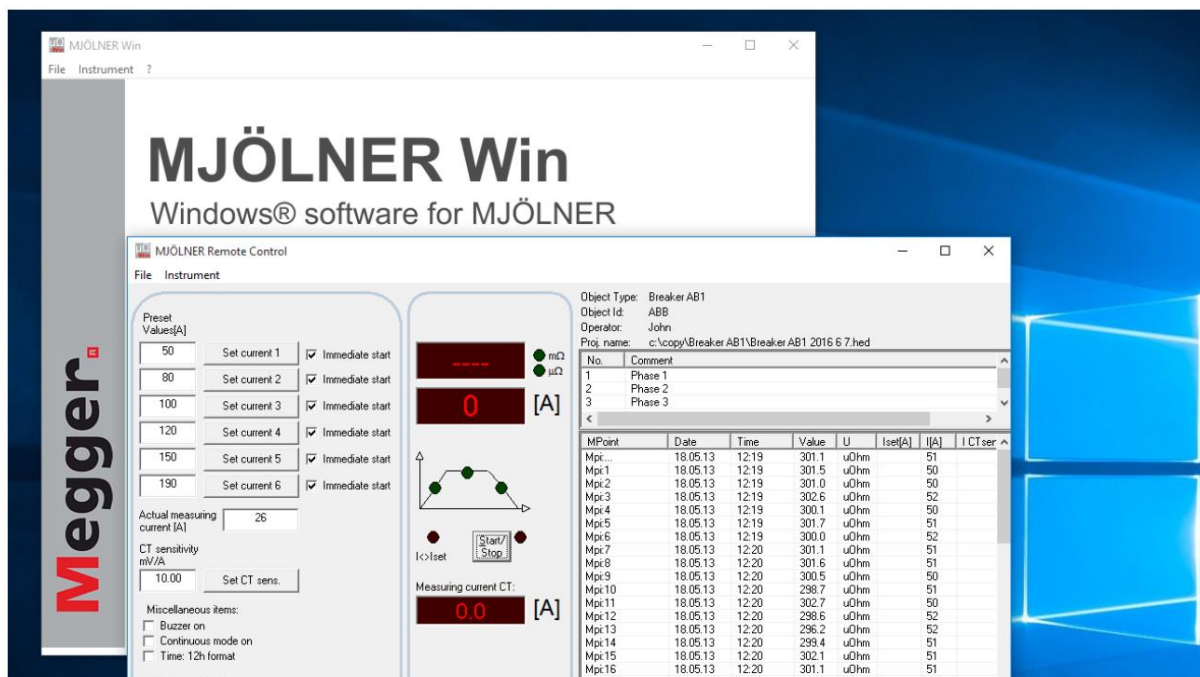 MJÖLNER Win
File Instrument ?
MJÖLNER Win
Windows® software for MJÖLNER
Megger
MJÖLNER Remote Control
File Instrument
Preset
Values[A]
50 Set current 1 Immediate start
80 Set current 2 Immediate start
100 Set current 3 Immediate start
120 Set current 4 Immediate start
150 Set current 5 Immediate start
190 Set current 6 Immediate start
Actual measuring
current [A] 26
CT sensitivity
mV/A
10.00 Set CT sens.
Miscellaneous items:
Buzzer on
Continuous mode on
Time: 12h format
---- mΩ
µΩ
0 [A]
I<>Iset Start/
Stop
Measuring current CT:
0.0 [A]
Object Type: Breaker AB1
Object Id: ABB
Operator: John
Proj. name: c:\copy\Breaker AB1\Breaker AB1 2016 6 7.hed
No. Comment
1 Phase 1
2 Phase 2
3 Phase 3
MPoint Date Time Value U Iset[A] I[A] I CTser
Mpi:... 18.05.13 12:19 301.1 uOhm 51
Mpi:1 18.05.13 12:19 301.5 uOhm 50
Mpi:2 18.05.13 12:19 301.0 uOhm 50
Mpi:3 18.05.13 12:19 302.6 uOhm 52
Mpi:4 18.05.13 12:19 300.1 uOhm 50
Mpi:5 18.05.13 12:19 301.7 uOhm 51
Mpi:6 18.05.13 12:19 300.0 uOhm 52
Mpi:7 18.05.13 12:20 301.1 uOhm 51
Mpi:8 18.05.13 12:20 301.6 uOhm 51
Mpi:9 18.05.13 12:20 300.5 uOhm 50
Mpi:10 18.05.13 12:20 298.7 uOhm 51
Mpi:11 18.05.13 12:20 302.7 uOhm 50
Mpi:12 18.05.13 12:20 298.6 uOhm 52
Mpi:13 18.05.13 12:20 296.2 uOhm 52
Mpi:14 18.05.13 12:20 299.4 uOhm 51
Mpi:15 18.05.13 12:20 302.1 uOhm 51
Mpi:16 18.05.13 12:20 301.1 uOhm 51